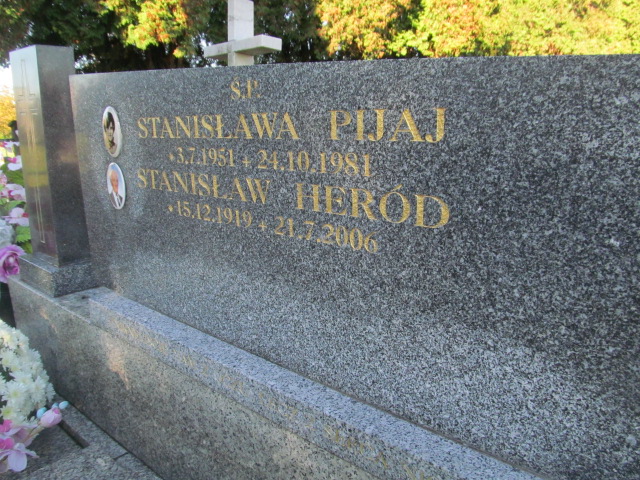 Ś.P.
STANISŁAWA PIJAJ
*3.7.1951 + 24.10.1981
STANISŁAW HERÓD
*15.12.1919 + 21.7.2006